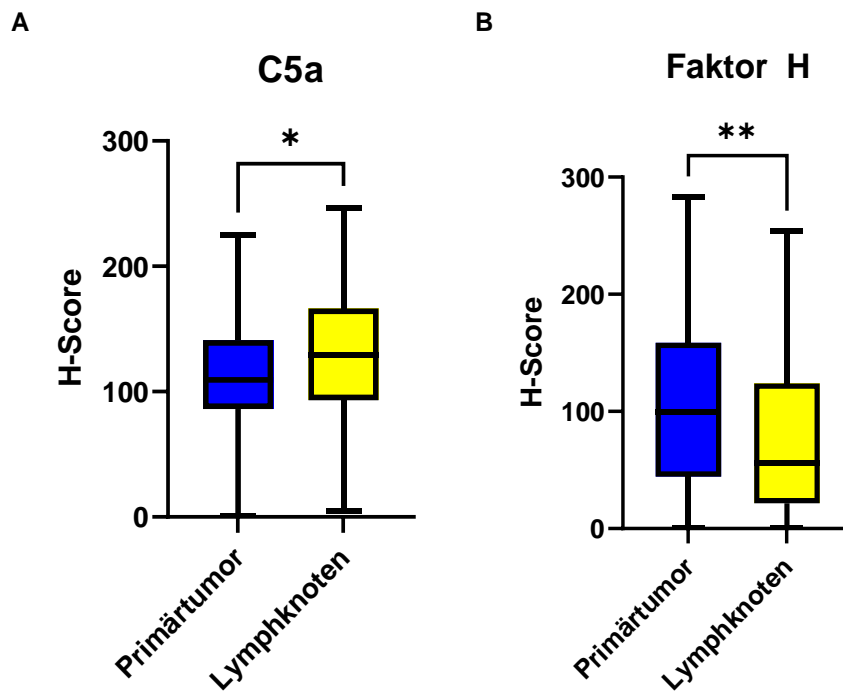 A
C5a
*
300
200
100
0
H-Score
Primärtumor
Lymphknoten
B
Faktor H
**
300
200
100
0
H-Score
Primärtumor
Lymphknoten